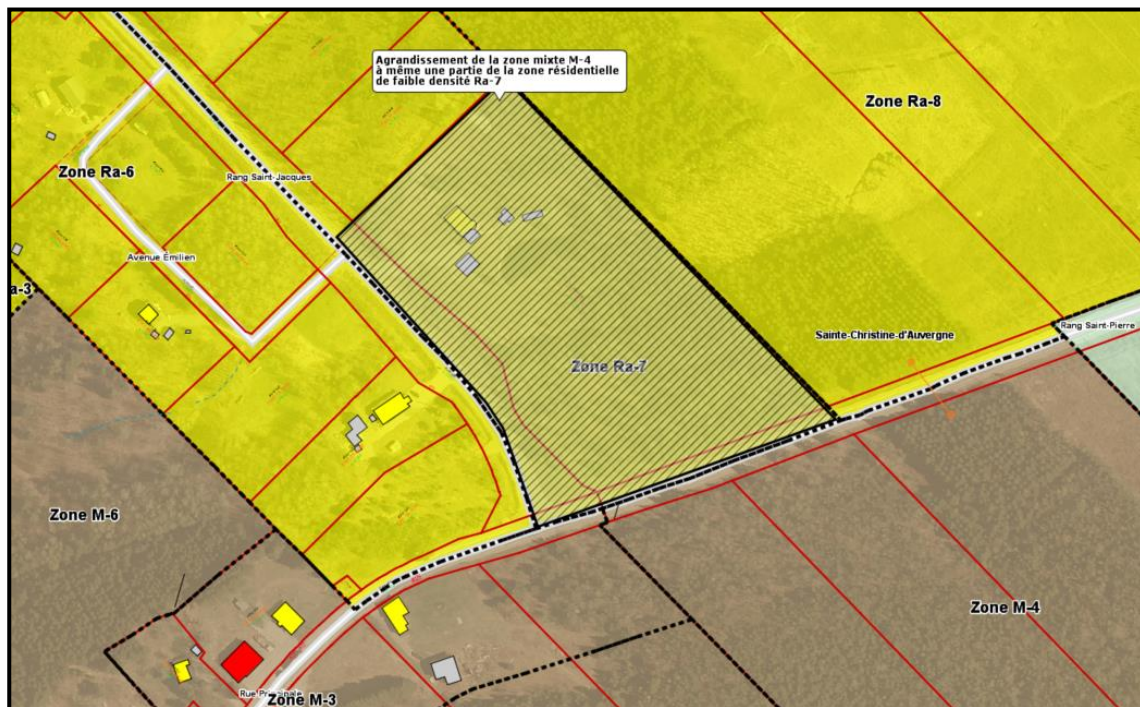 Agrandissement de la zone mixte M-4
à même une partie de la zone résidentielle
de faible densité Ra-7
Zone Ra-8
Zone Ra-6
Rang Saint-Jacques
Avenue Émilien
a-3
Rang Saint-Pierre
Sainte-Christine-d'Auvergne
Zone Ra-7
Zone M-6
Zone M-4
Rue Principale
Zone M-3